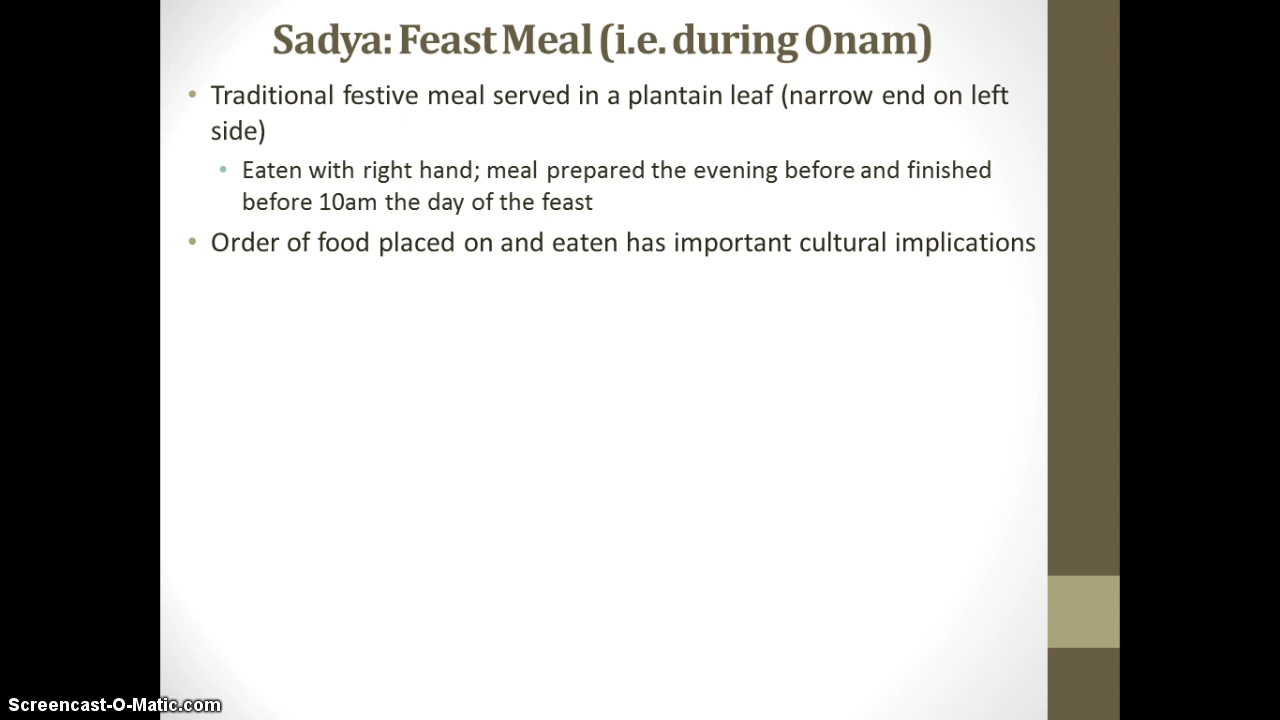 Sadya: Feast Meal (i.e. during Onam)
• Traditional festive meal served in a plantain leaf (narrow end on left
side)
• Eaten with right hand; meal prepared the evening before and finished
before 10am the day of the feast
• Order of food placed on and eaten has important cultural implications
Screencast-O-Matic.com